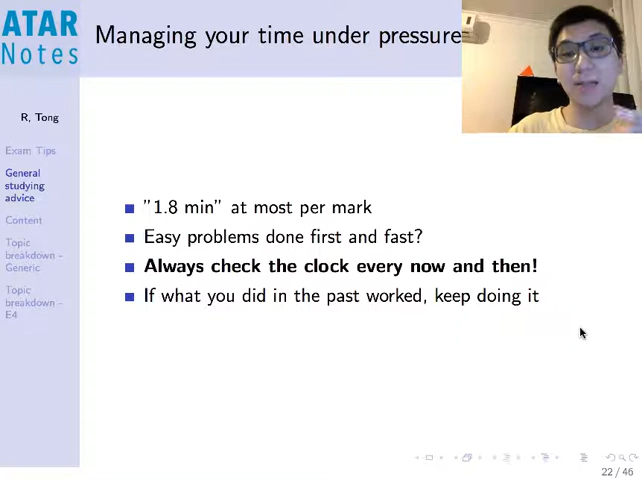 ATAR
Notes
Managing your time under pressure
R, Tong
Exam Tips
General
studying
advice
Content
Topic
breakdown -
Generic
Topic
breakdown -
E4
"1.8 min" at most per mark
Easy problems done first and fast?
Always check the clock every now and then!
If what you did in the past worked, keep doing it
22 / 46